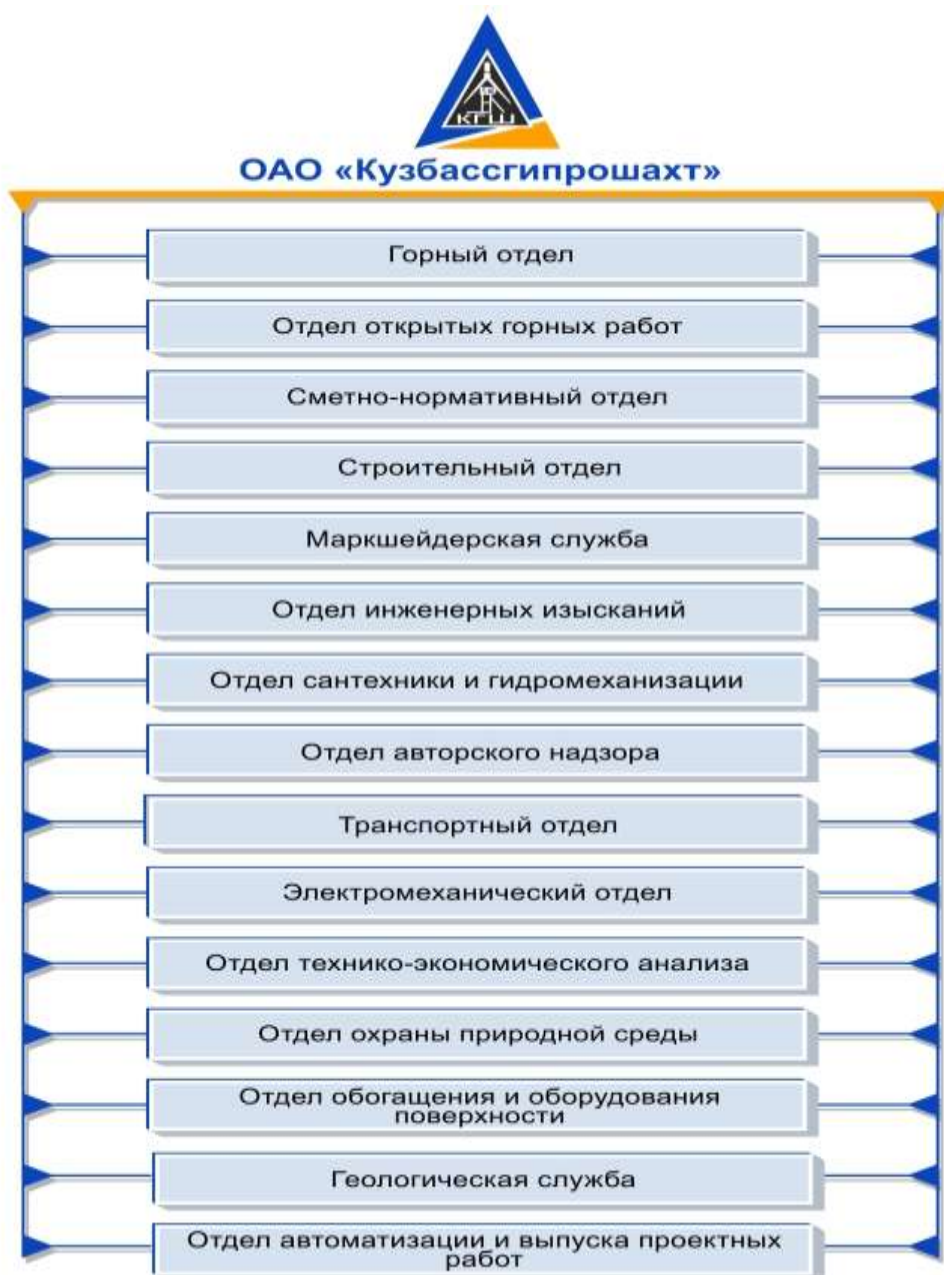 КГШ
ОАО «Кузбассгипрошахт»
Горный отдел
Отдел открытых горных работ
Сметно-нормативный отдел
Строительный отдел
Маркшейдерская служба
Отдел инженерных изысканий
Отдел сантехники и гидромеханизации
Отдел авторского надзора
Транспортный отдел
Электромеханический отдел
Отдел технико-экономического анализа
Отдел охраны природной среды
Отдел обогащения и оборудования
поверхности
Геологическая служба
Отдел автоматизации и выпуска проектных
работ